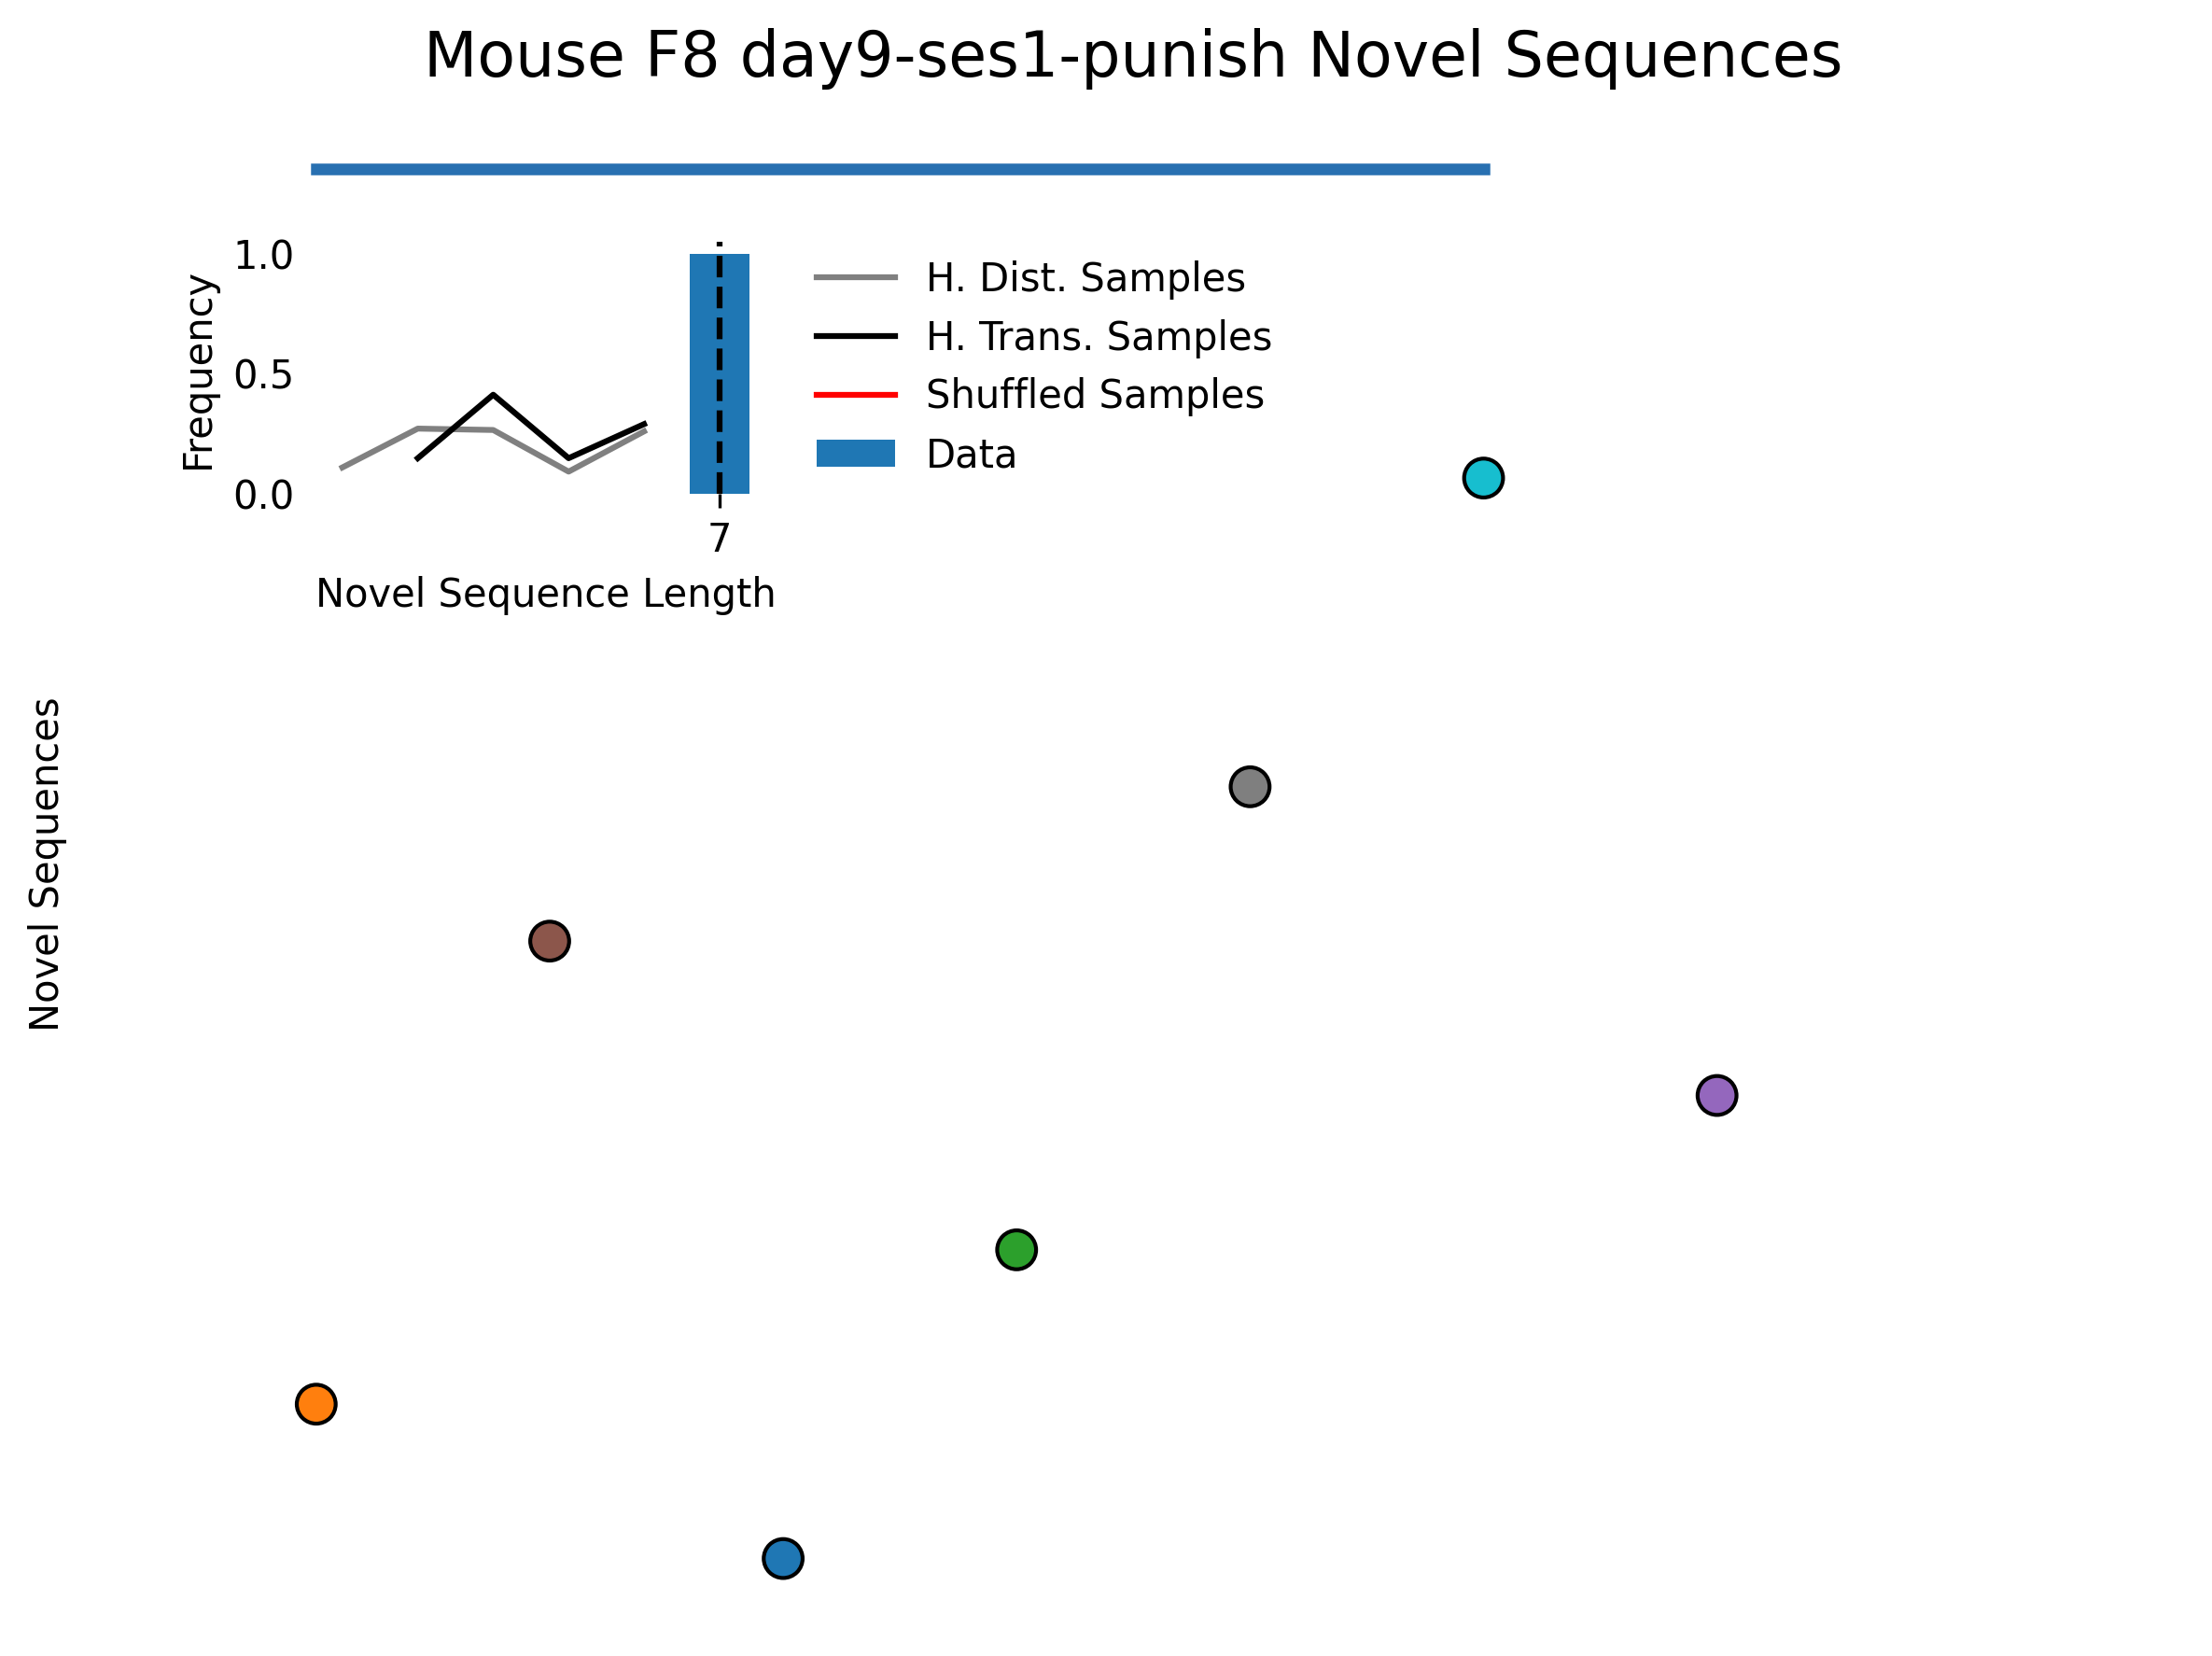 Mouse F8 day9-ses1-punish Novel Sequences
Frequency
1.0
0.5
0.0
7
Novel Sequence Length
H. Dist. Samples
H. Trans. Samples
Shuffled Samples
Data
Novel Sequences